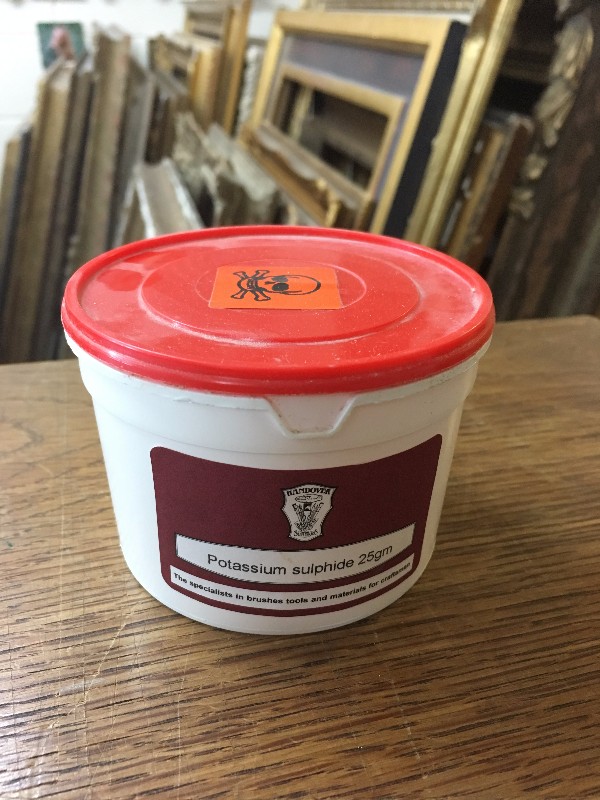 HANDOVER
Potassium sulphide 25gm
The specialists in brushes tools and materials for craftsmen